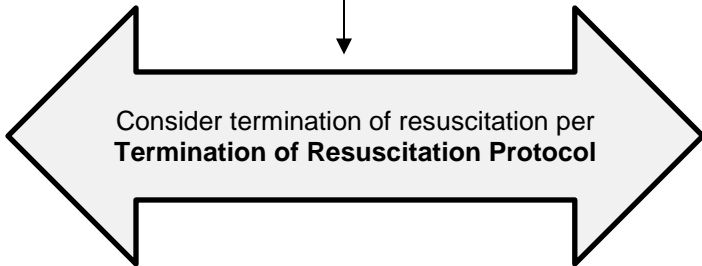 Consider termination of resuscitation per
Termination of Resuscitation Protocol